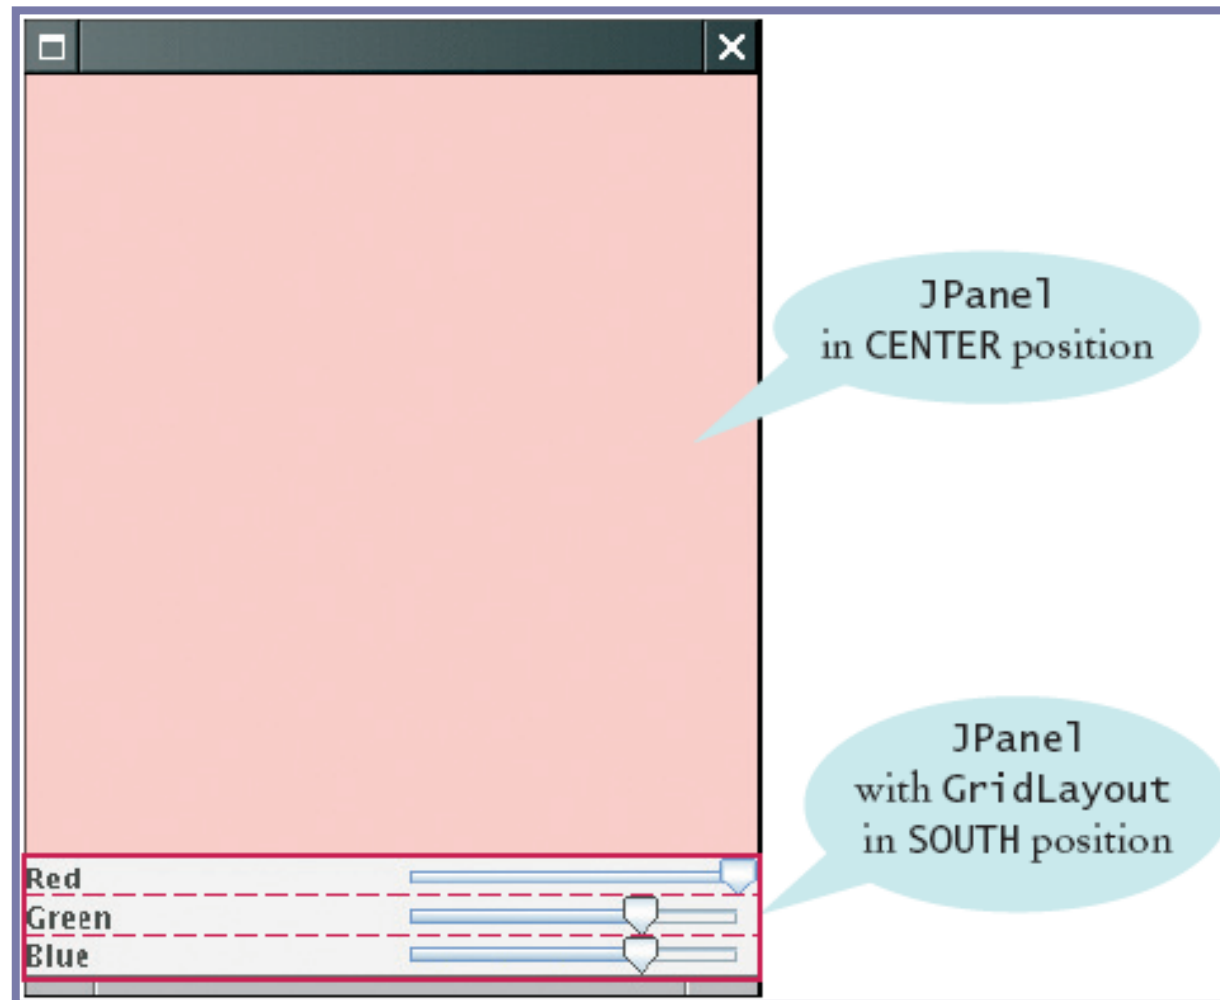 JPanel
in CENTER position
JPanel
with GridLayout
in SOUTH position
Red
Green
Blue